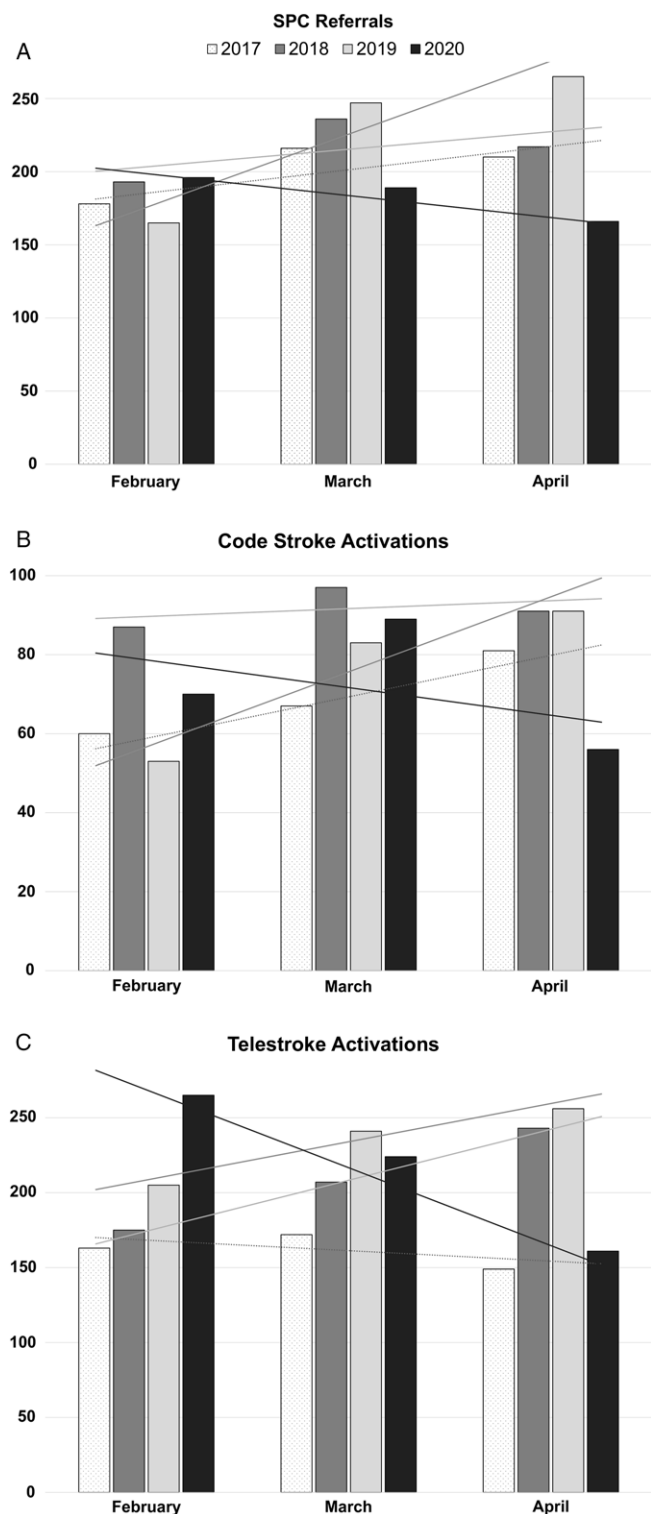 SPC Referrals
A
2017 2018 2019 2020
250
200
150
100
50
0
February March April
B
Code Stroke Activations
100
80
60
40
20
0
February March April
C
Telestroke Activations
250
200
150
100
50
0
February March April